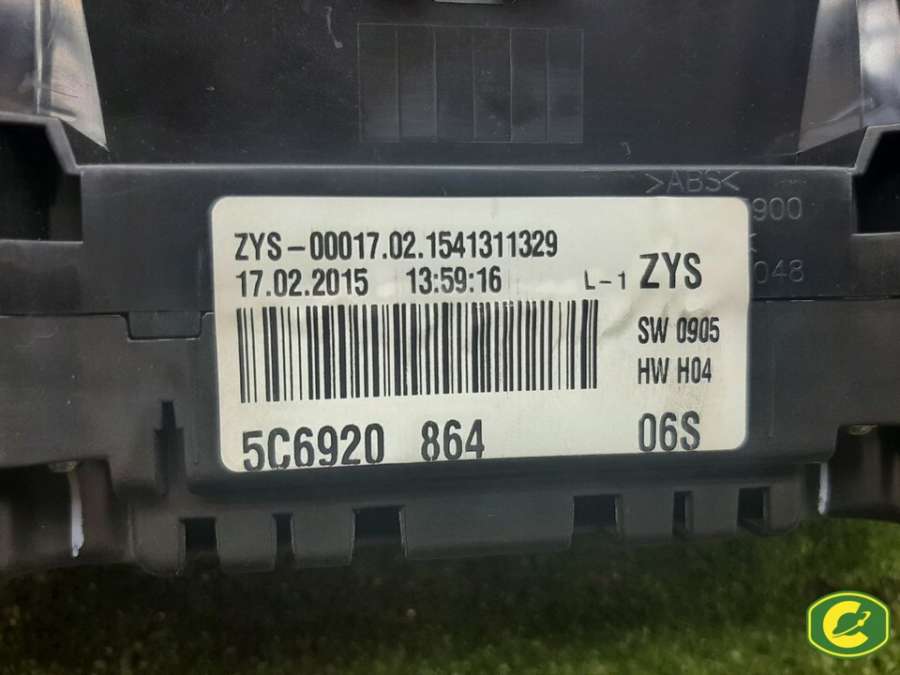 >ABS<
900
048
ZYS-00017.02.1541311329
17.02.2015 13:59:16 L-1 ZYS
SW 0905
HW H04
5C6920 864 06S